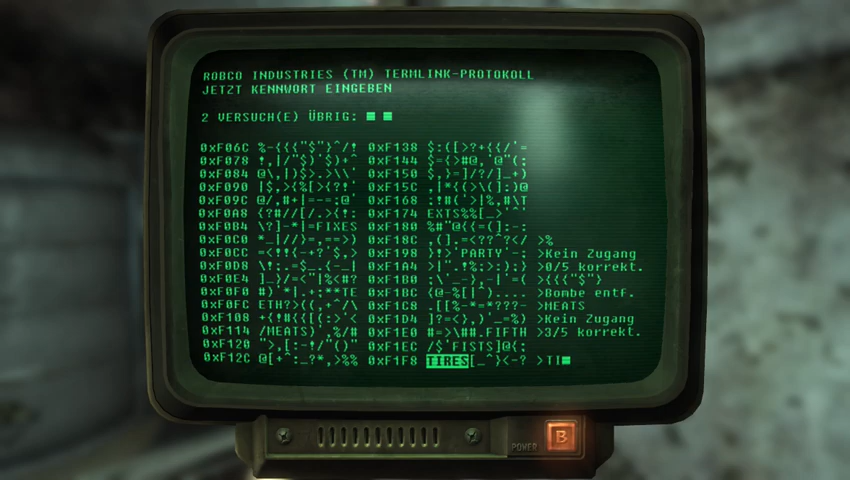 ROBCO INDUSTRIES (TM) TERMLINK-PROTOKOLL
JETZT KENNWORT EINGEBEN
2 VERSUCH(E) ÜBRIG: ■ ■
0xF06C %-{{{"$"}^/! 0xF138 $:([>?+{{/'=
0xF078 !,|/"$)'$)+^ 0xF144 $={>#@,'@"(:
0xF084 @\,|)$>.>\\' 0xF150 $,}=]/?/]_+)
0xF090 |$,>{%[>{?!' 0xF15C ,|*{(>\(]:)@
0xF09C @/,#+|=-=:@' 0xF168 :!#('>|%,#\T
0xF0A8 {?#//[/.>{!: 0xF174 EXTS%%[_>'^'
0xF0B4 \?]-*|=FIXES 0xF180 %#"@{{=(]:-:
0xF0C0 *_|//}=,==>) 0xF18C ,(].=<??^?</ >%
0xF0CC =<!!{-+?'$,> 0xF198 }!>'PARTY'-; >Kein Zugang
0xF0D8 \!:.=$_.{-_| 0xF1A4 >|".!%:>:}:} >0/5 korrekt.
0xF0E4 ]_}/=<"|%<#? 0xF1B0 :\'_-},-|'=( >{{{"$"}
0xF0F0 #)'*|.+:**TE 0xF1BC {@-%[|^).... >Bombe entf.
0xF0FC ETH?>((,+^/\ 0xF1C8 ,[[%-*=*???- >MEATS
0xF108 +{!#{{[(:>'< 0xF1D4 ]?=<},)'_=%) >Kein Zugang
0xF114 /MEATS)',%/# 0xF1E0 #=>\##.FIFTH >3/5 korrekt.
0xF120 ">,[:-!/"()" 0xF1EC /$'FISTS]@{:
0xF12C @[+^:_?*,>%% 0xF1F8 TIRES[_^}<-? >TI■
POWER
B